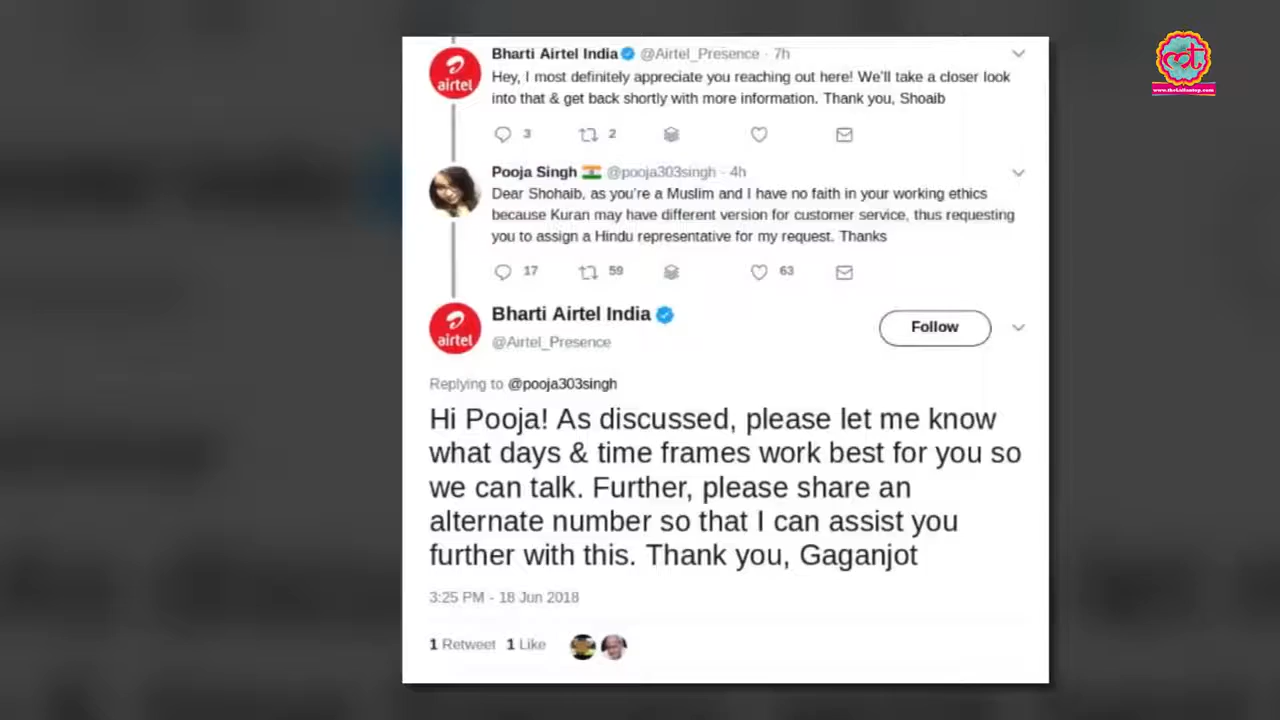 www.thelallantop.com
Bharti Airtel India @Airtel_Presence · 7h
Hey, I most definitely appreciate you reaching out here! We'll take a closer look
into that & get back shortly with more information. Thank you, Shoaib
airtel
3 2
Pooja Singh @pooja303singh · 4h
Dear Shohaib, as you're a Muslim and I have no faith in your working ethics
because Kuran may have different version for customer service, thus requesting
you to assign a Hindu representative for my request. Thanks
17 59 63
Bharti Airtel India
@Airtel_Presence
airtel
Follow
Replying to @pooja303singh
Hi Pooja! As discussed, please let me know
what days & time frames work best for you so
we can talk. Further, please share an
alternate number so that I can assist you
further with this. Thank you, Gaganjot
3:25 PM - 18 Jun 2018
1 Retweet 1 Like